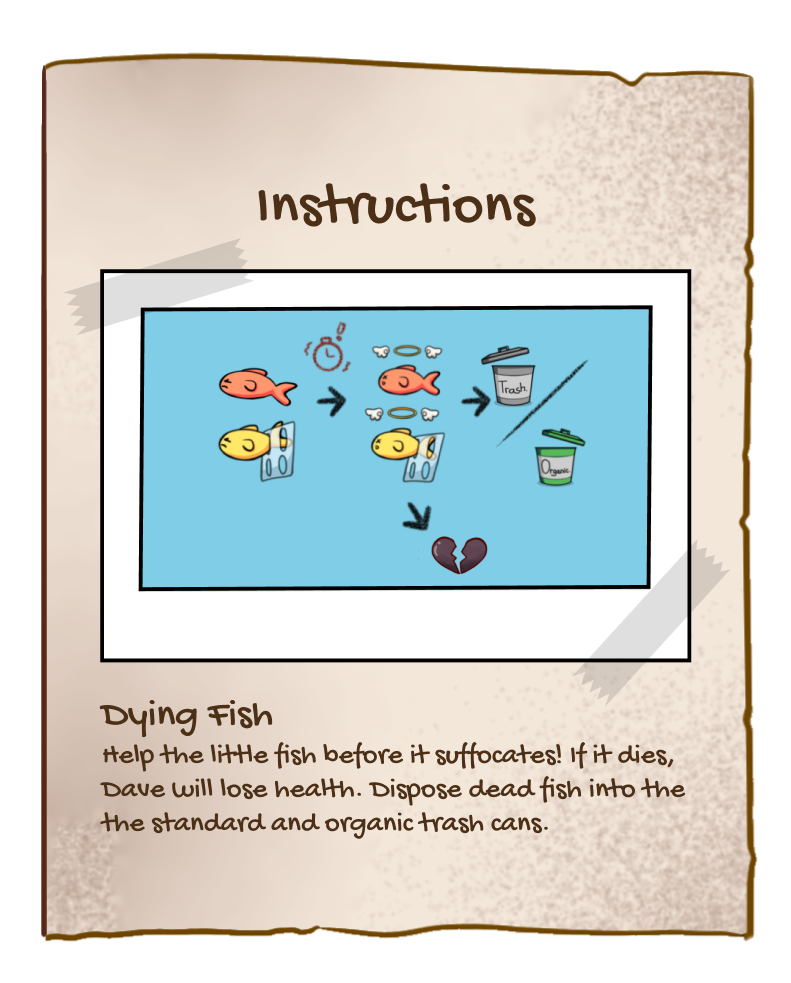 Instructions
!
Trash
Organic
Dying Fish
Help the little fish before it suffocates! If it dies,
Dave will lose health. Dispose dead fish into the
the standard and organic trash cans.